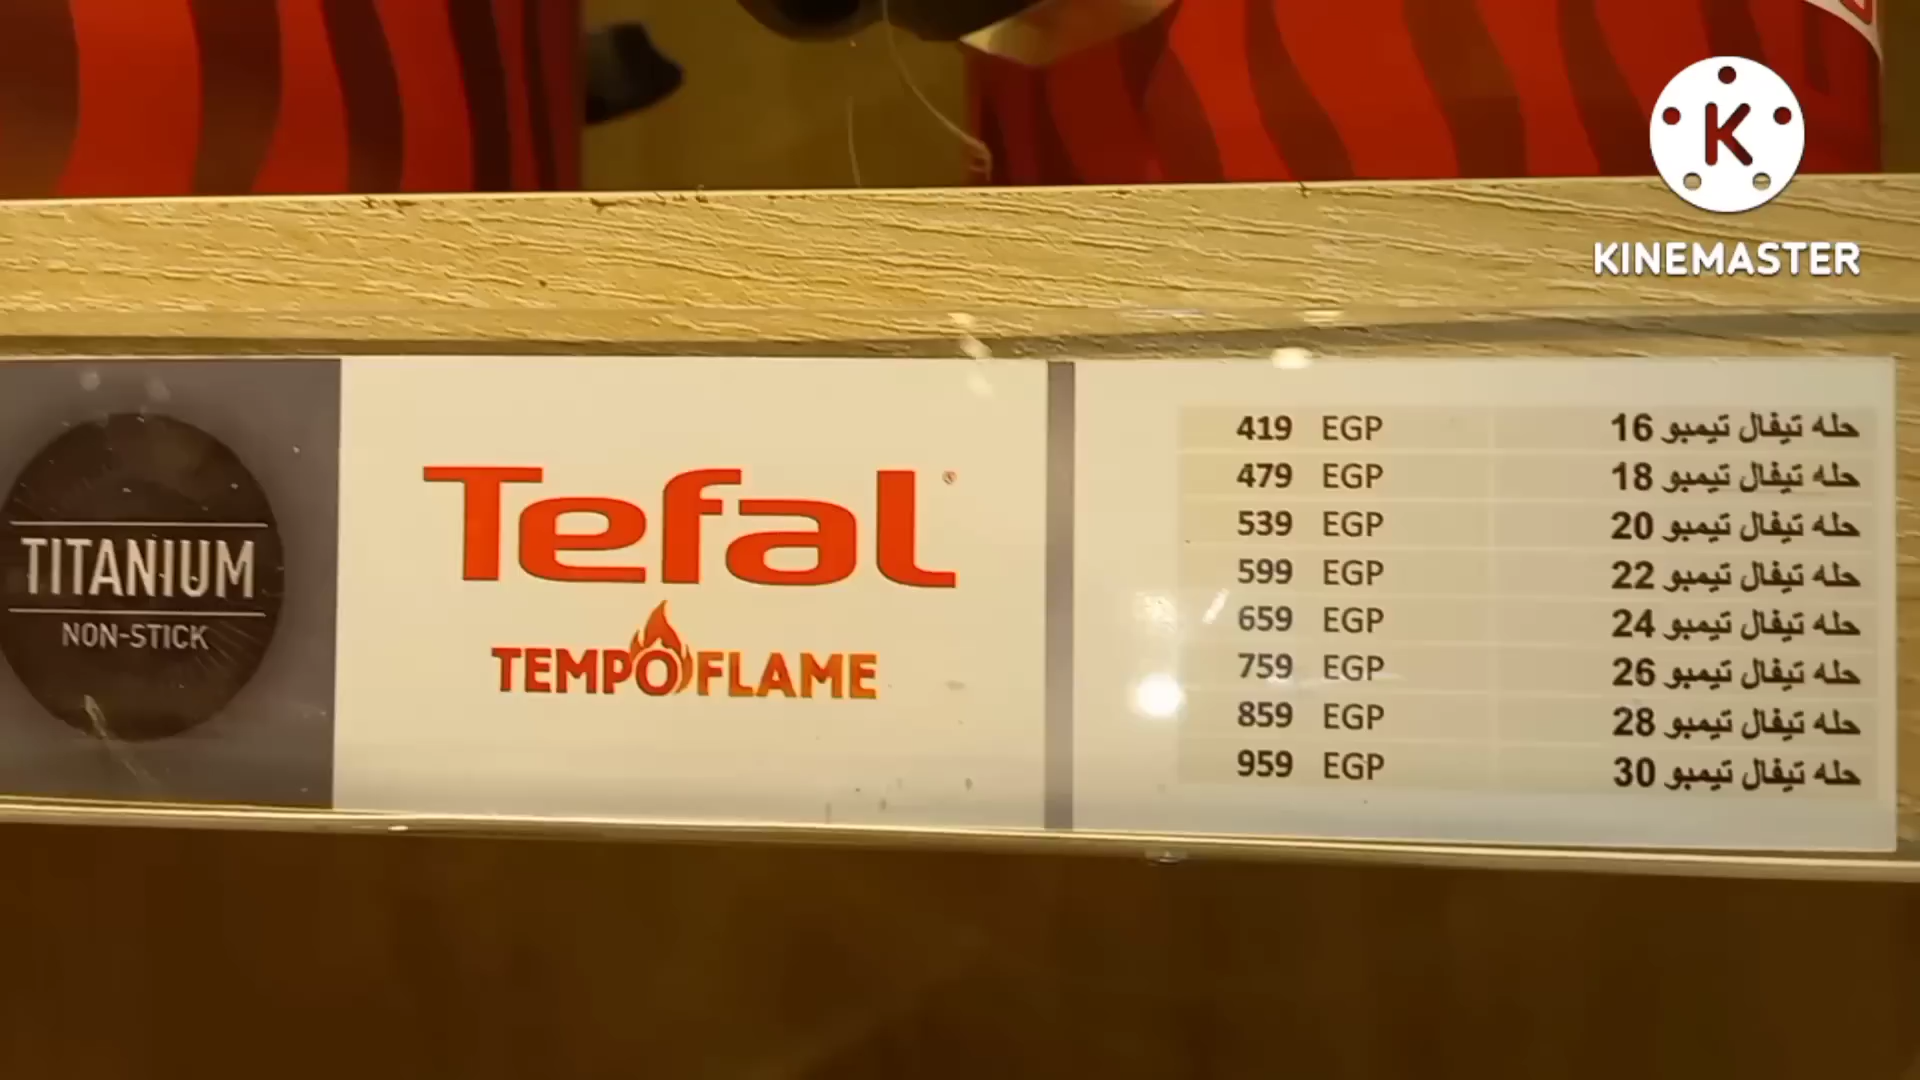 KINEMASTER
TITANIUM
NON-STICK
Tefal
TEMPOFLAME
حله تيفال تيمبو 16 419 EGP
حله تيفال تيمبو 18 479 EGP
حله تيفال تيمبو 20 539 EGP
حله تيفال تيمبو 22 599 EGP
حله تيفال تيمبو 24 659 EGP
حله تيفال تيمبو 26 759 EGP
حله تيفال تيمبو 28 859 EGP
حله تيفال تيمبو 30 959 EGP